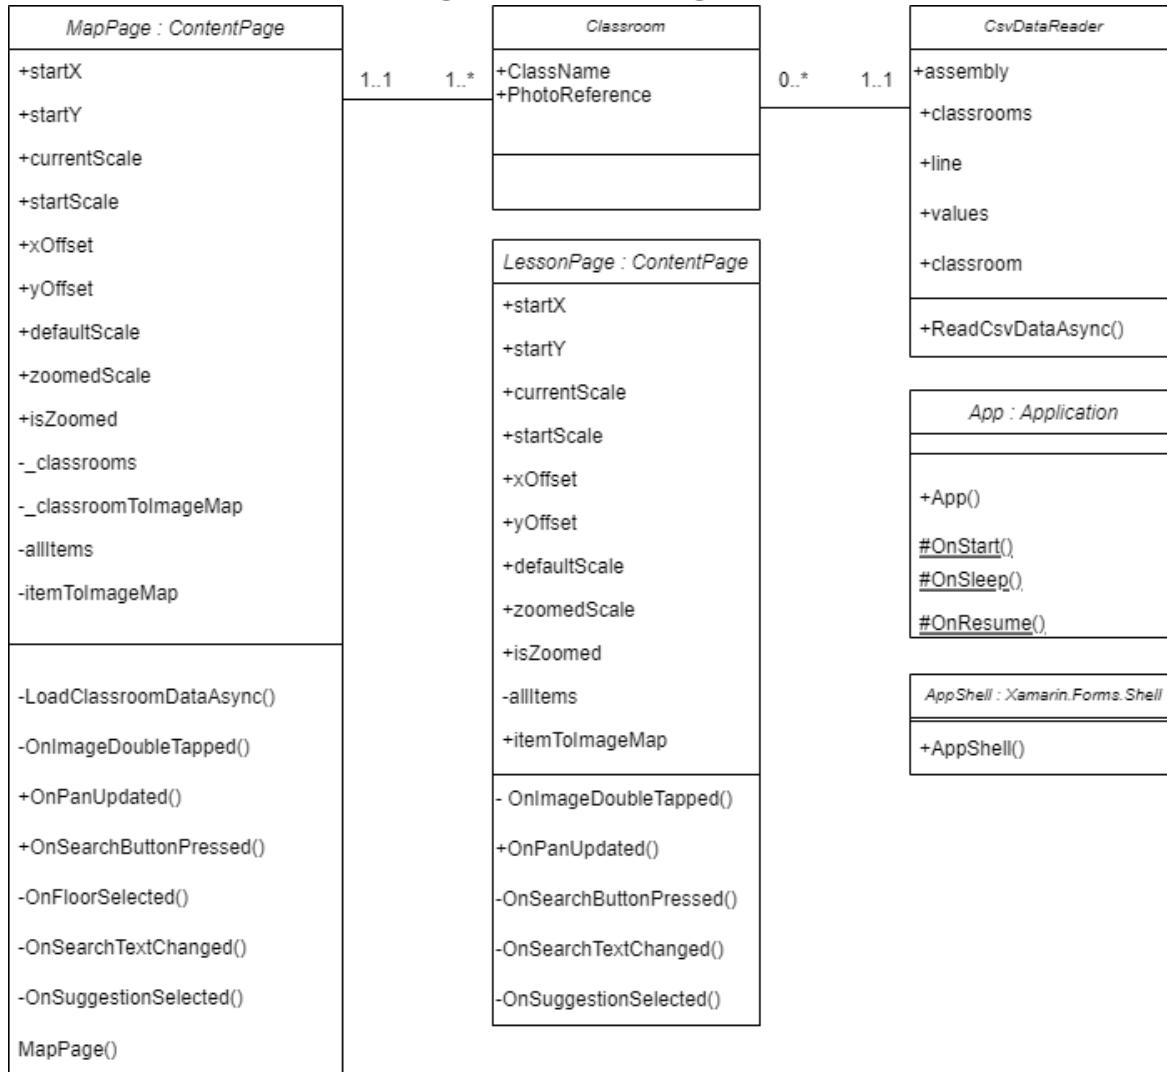 MapPage : ContentPage
+startX
+startY
+currentScale
+startScale
+xOffset
+yOffset
+defaultScale
+zoomedScale
+isZoomed
-_classrooms
-_classroomToImageMap
-allItems
-itemToImageMap
-LoadClassroomDataAsync()
-OnImageDoubleTapped()
+OnPanUpdated()
+OnSearchButtonPressed()
-OnFloorSelected()
-OnSearchTextChanged()
-OnSuggestionSelected()
MapPage()
1..1
1..*
Classroom
+ClassName
+PhotoReference
0..*
1..1
LessonPage : ContentPage
+startX
+startY
+currentScale
+startScale
+xOffset
+yOffset
+defaultScale
+zoomedScale
+isZoomed
-allItems
+itemToImageMap
- OnImageDoubleTapped()
+OnPanUpdated()
-OnSearchButtonPressed()
-OnSearchTextChanged()
-OnSuggestionSelected()
CsvDataReader
+assembly
+classrooms
+line
+values
+classroom
+ReadCsvDataAsync()
App : Application
+App()
#OnStart()
#OnSleep()
#OnResume()
AppShell : Xamarin.Forms.Shell
+AppShell()